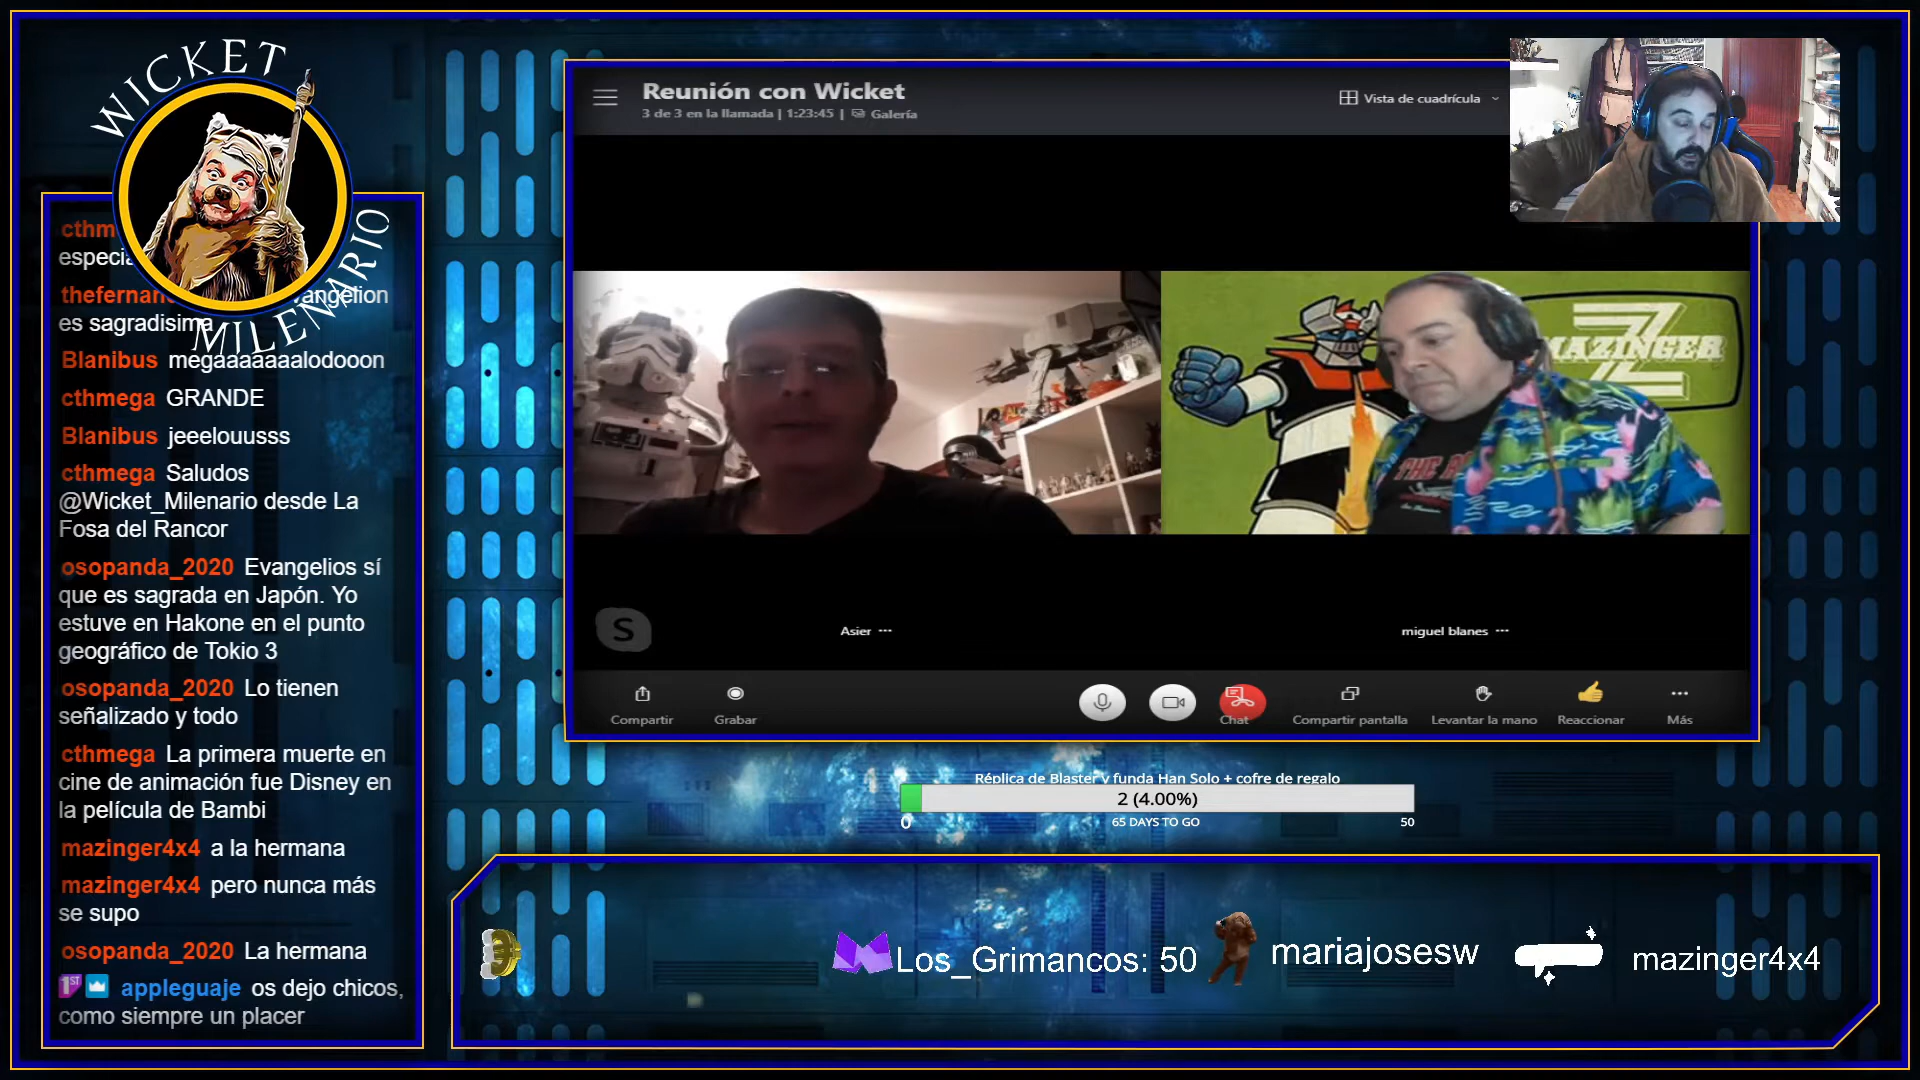 WICKET
MILENARIO
cthm
especia
thefernan
vangelion
es sagradisima
Blanibus megaaaaaaalodooon
cthmega GRANDE
Blanibus jeeelouusss
cthmega Saludos
@Wicket_Milenario desde La
Fosa del Rancor
osopanda_2020 Evangelios sí
que es sagrada en Japón. Yo
estuve en Hakone en el punto
geográfico de Tokio 3
osopanda_2020 Lo tienen
señalizado y todo
cthmega La primera muerte en
cine de animación fue Disney en
la película de Bambi
mazinger4x4 a la hermana
mazinger4x4 pero nunca más
se supo
osopanda_2020 La hermana
1ST appleguaje os dejo chicos,
como siempre un placer
Reunión con Wicket
3 de 3 en la llamada | 1:23:45 | Galería
Vista de cuadrícula
MAZINGER
Z
THE
S
Asier ···
miguel blanes ···
Compartir
Grabar
Chat
Compartir pantalla
Levantar la mano
Reaccionar
Más
Réplica de Blaster y funda Han Solo + cofre de regalo
2 (4.00%)
0
65 DAYS TO GO
50
Los_Grimancos: 50
mariajosesw
mazinger4x4